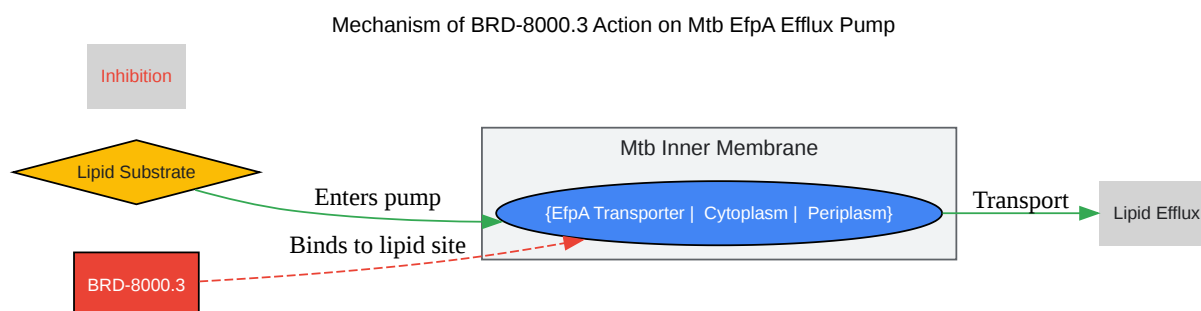 Mechanism of BRD-8000.3 Action on Mtb EfpA Efflux Pump
Inhibition
Mtb Inner Membrane
Lipid Substrate
Enters pump
Transport
{EfpA Transporter | Cytoplasm | Periplasm}
Lipid Efflux
Binds to lipid site
BRD-8000.3